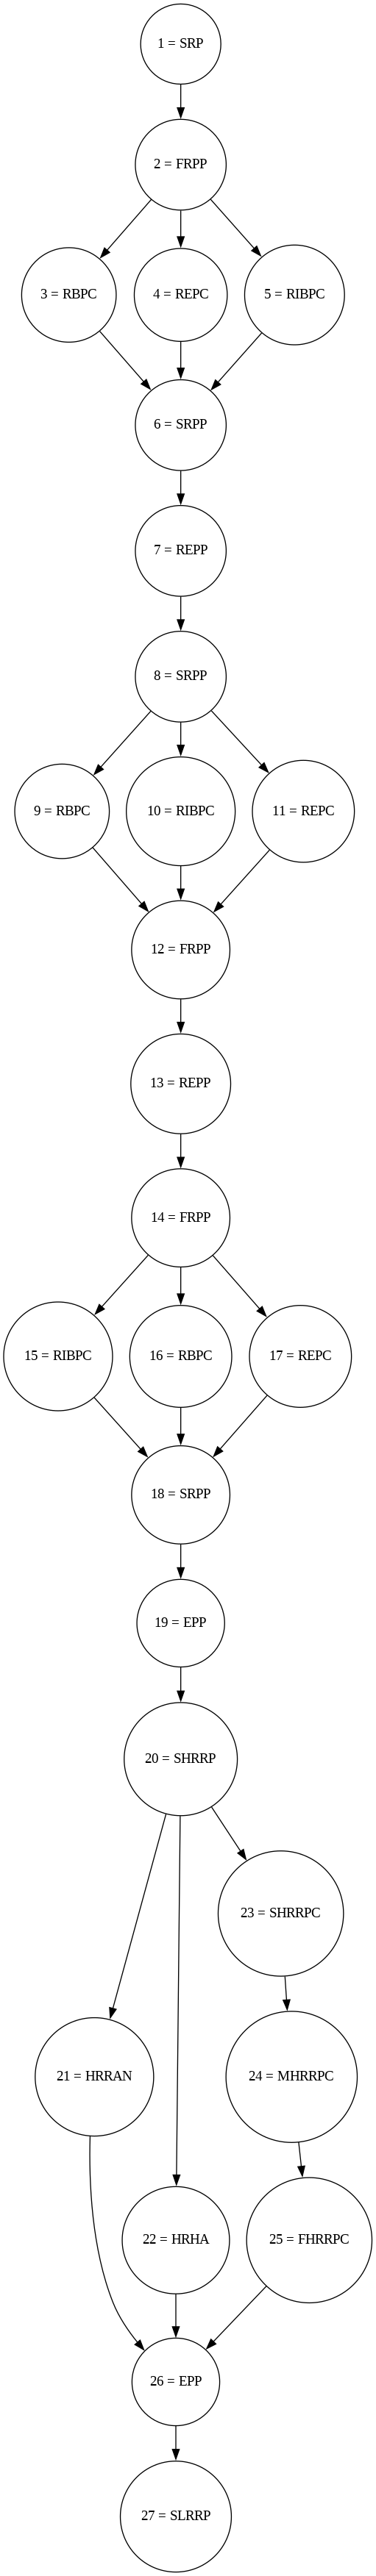 1 = SRP
2 = FRPP
3 = RBPC
4 = REPC
5 = RIBPC
6 = SRPP
7 = REPP
8 = SRPP
9 = RBPC
10 = RIBPC
11 = REPC
12 = FRPP
13 = REPP
14 = FRPP
15 = RIBPC
16 = RBPC
17 = REPC
18 = SRPP
19 = EPP
20 = SHRRP
23 = SHRRPC
21 = HRRAN
24 = MHRRPC
22 = HRHA
25 = FHRRPC
26 = EPP
27 = SLRRP